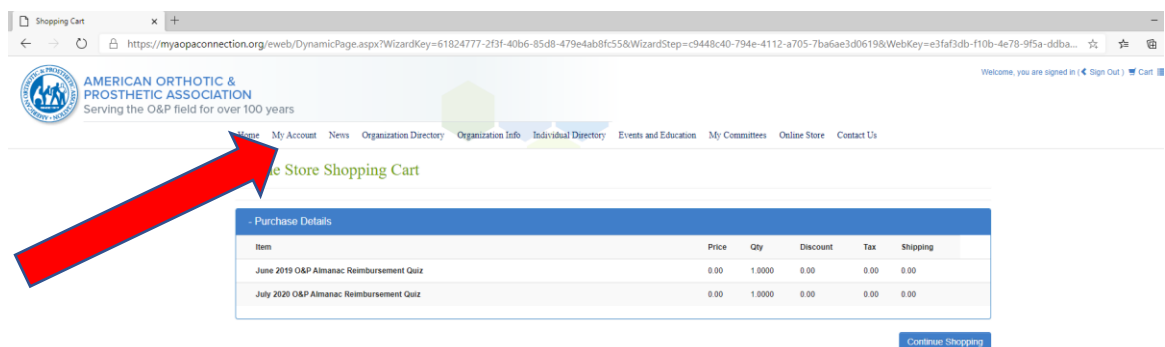 Shopping Cart
https://myaopaconnection.org/eweb/DynamicPage.aspx?WizardKey=61824777-2f3f-40b6-85d8-479e4ab8fc55&WizardStep=c9448c40-794e-4112-a705-7ba6ae3d0619&WebKey=e3faf3db-f10b-4e78-9f5a-ddba...
Welcome, you are signed in ( Sign Out ) Cart
AMERICAN ORTHOTIC &
PROSTHETIC ASSOCIATION
Serving the O&P field for over 100 years
Home My Account News Organization Directory Organization Info Individual Directory Events and Education My Committees Online Store Contact Us
Store Shopping Cart
- Purchase Details
Item Price Qty Discount Tax Shipping
June 2019 O&P Almanac Reimbursement Quiz 0.00 1.0000 0.00 0.00 0.00
July 2020 O&P Almanac Reimbursement Quiz 0.00 1.0000 0.00 0.00 0.00
Continue Shopping